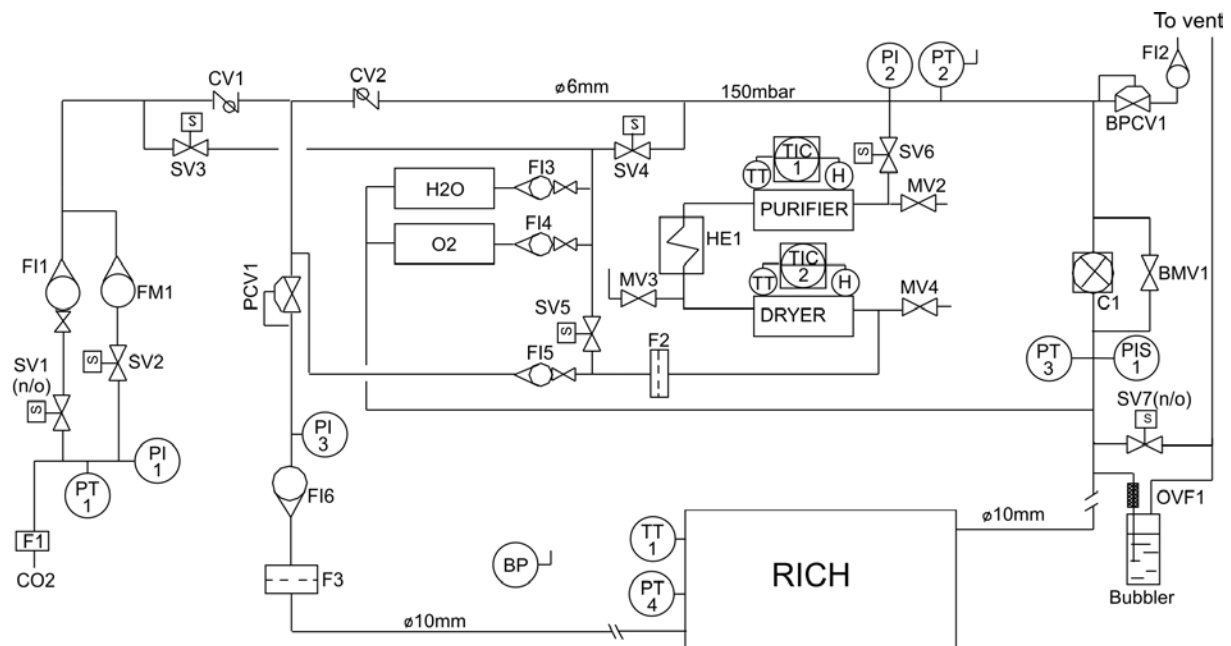 To vent
FI2
PI
2
PT
2
CV1
CV2
ø6mm
150mbar
BPCV1
S
SV3
S
SV4
S
SV6
TIC
1
TT
H
PURIFIER
MV2
H2O
FI3
O2
FI4
HE1
TIC
2
TT
H
DRYER
MV3
MV4
C1
BMV1
FI1
FM1
PCV1
SV5
S
F2
FI5
PT
3
PIS
1
SV1
(n/o)
S
S
SV2
SV7(n/o)
S
PI
3
PI
1
PT
1
FI6
OVF1
ø10mm
F1
CO2
F3
BP
TT
1
PT
4
RICH
Bubbler
ø10mm